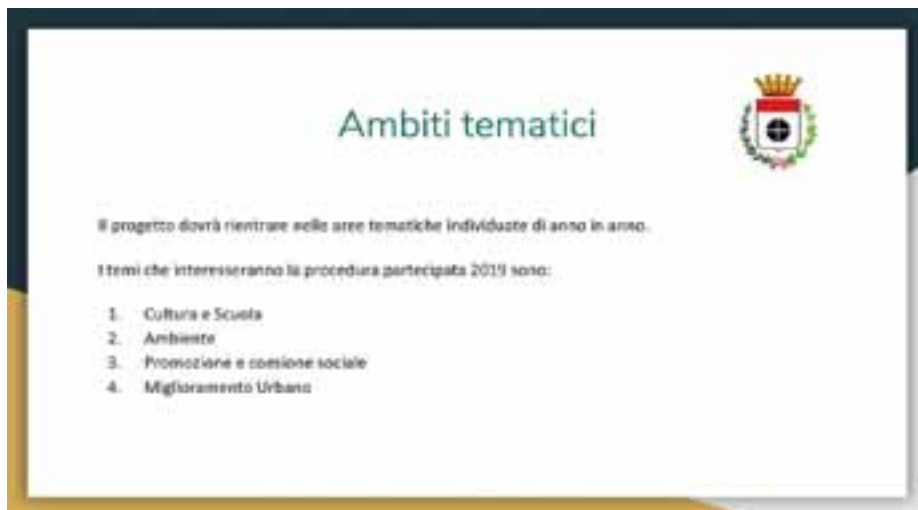 Ambiti tematici
Il progetto dovrà rientrare nelle aree tematiche individuate di anno in anno.
I temi che interesseranno la procedura partecipata 2019 sono:
1. Cultura e Scuola
2. Ambiente
3. Promozione e coesione sociale
4. Miglioramento Urbano